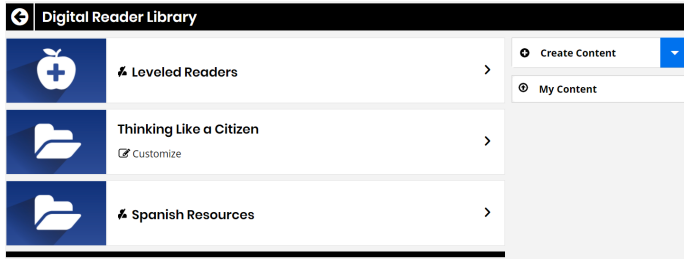 Digital Reader Library
Leveled Readers
Thinking Like a Citizen
Customize
Spanish Resources
Create Content
My Content